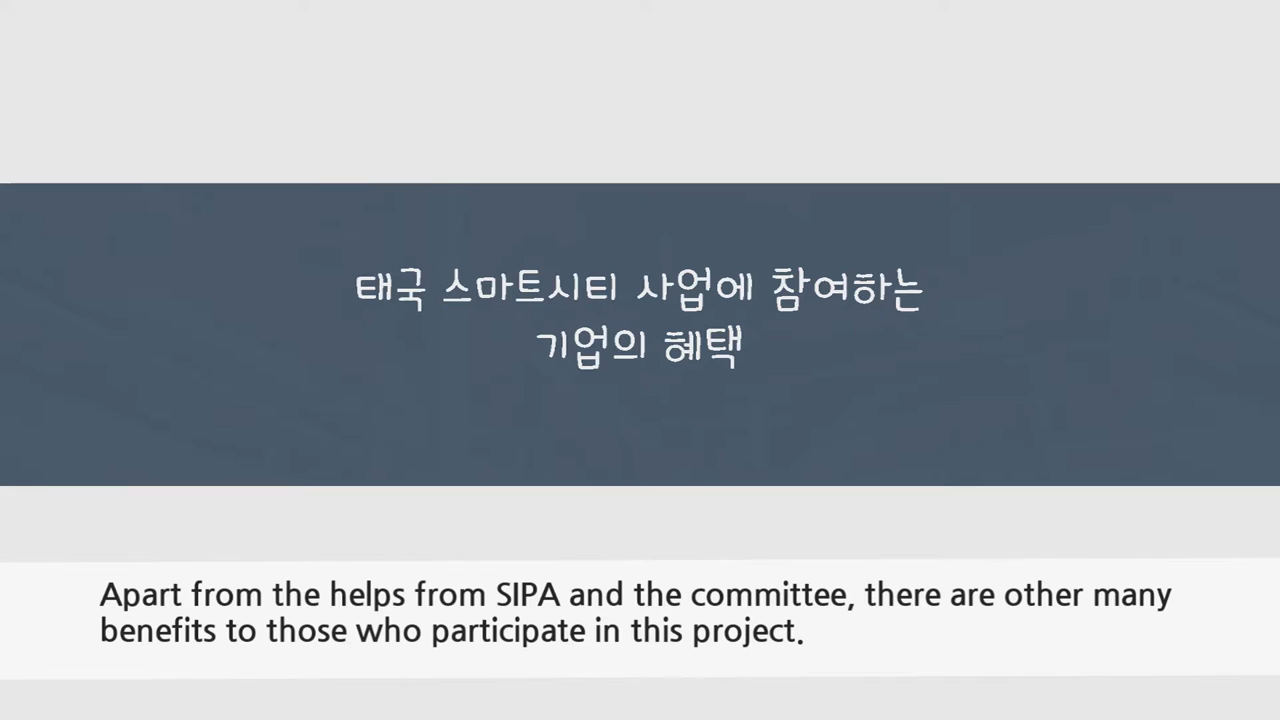 태국 스마트시티 사업에 참여하는
기업의 혜택
Apart from the helps from SIPA and the committee, there are other many
benefits to those who participate in this project.